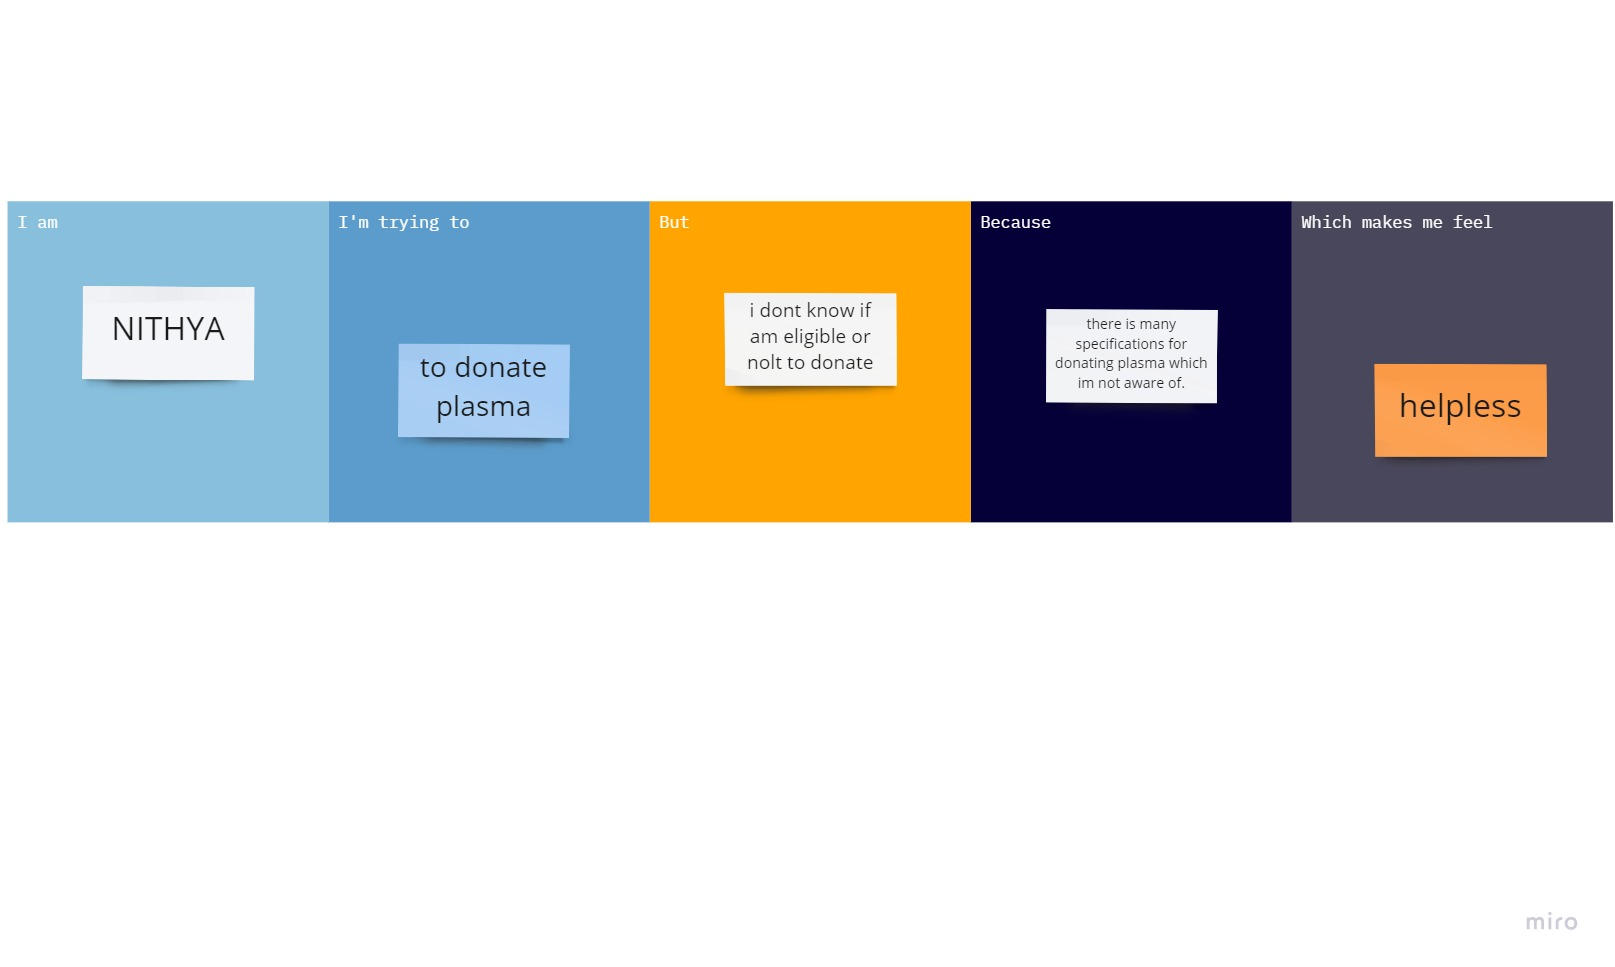 I am
NITHYA
I'm trying to
to donate
plasma
But
i dont know if
am eligible or
nolt to donate
Because
there is many
specifications for
donating plasma which
im not aware of.
Which makes me feel
helpless
miro